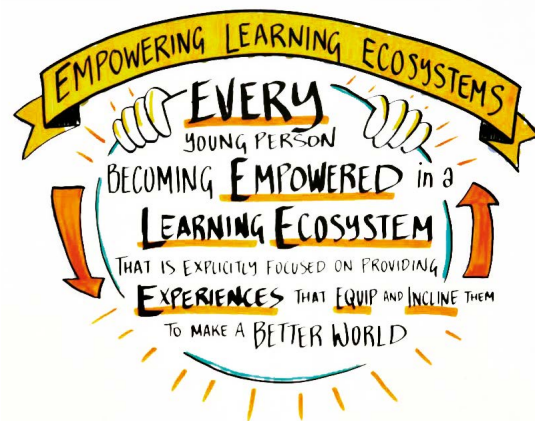 EMPOWERING LEARNING ECOSYSTEMS
EVERY
YOUNG PERSON
BECOMING EMPOWERED in a
LEARNING ECOSYSTEM
THAT IS EXPLICITLY FOCUSED ON PROVIDING
EXPERIENCES THAT EQUIP AND INCLINE THEM
TO MAKE A BETTER WORLD